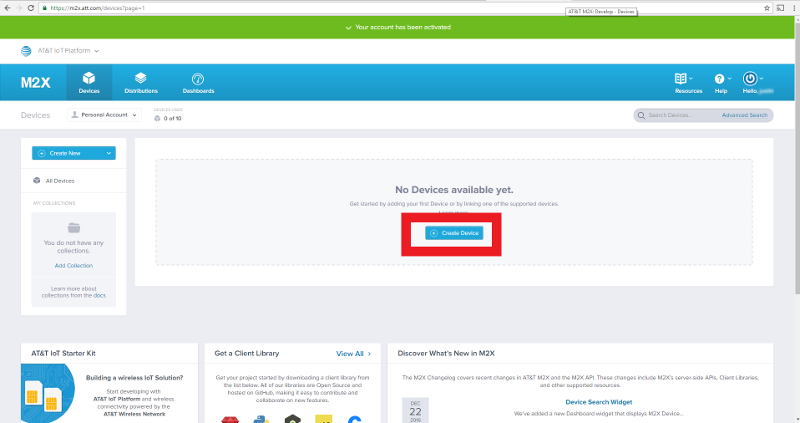 https://m2x.att.com/devices?page=1
AT&T M2X: Develop - Devices
Your account has been activated
AT&T IoT Platform
M2X
Devices
Distributions
Dashboards
Resources
Help
Hello,
Devices
Personal Account
0 of 10
Search Devices...
Advanced Search
Create New
All Devices
MY COLLECTIONS
You do not have any
collections.
Add Collection
Learn more about
collections from the docs
No Devices available yet.
Get started by adding your first Device or by linking one of the supported devices.
Create Device
AT&T IoT Starter Kit
Building a wireless IoT Solution?
Start developing with
AT&T IoT Platform and wireless
connectivity powered by the
AT&T Wireless Network
Get a Client Library
View All
Get your project started by downloading a client library from
the list below. All of our libraries are Open Source and
hosted on GitHub, making it easy to contribute and
collaborate on new features.
Discover What's New in M2X
The M2X Changelog covers recent changes in AT&T M2X and the M2X API. These changes include M2X's server-side APIs, Client Libraries,
and other supported resources.
DEC
22
2016
Device Search Widget
We've added a new Dashboard widget that displays M2X Device...